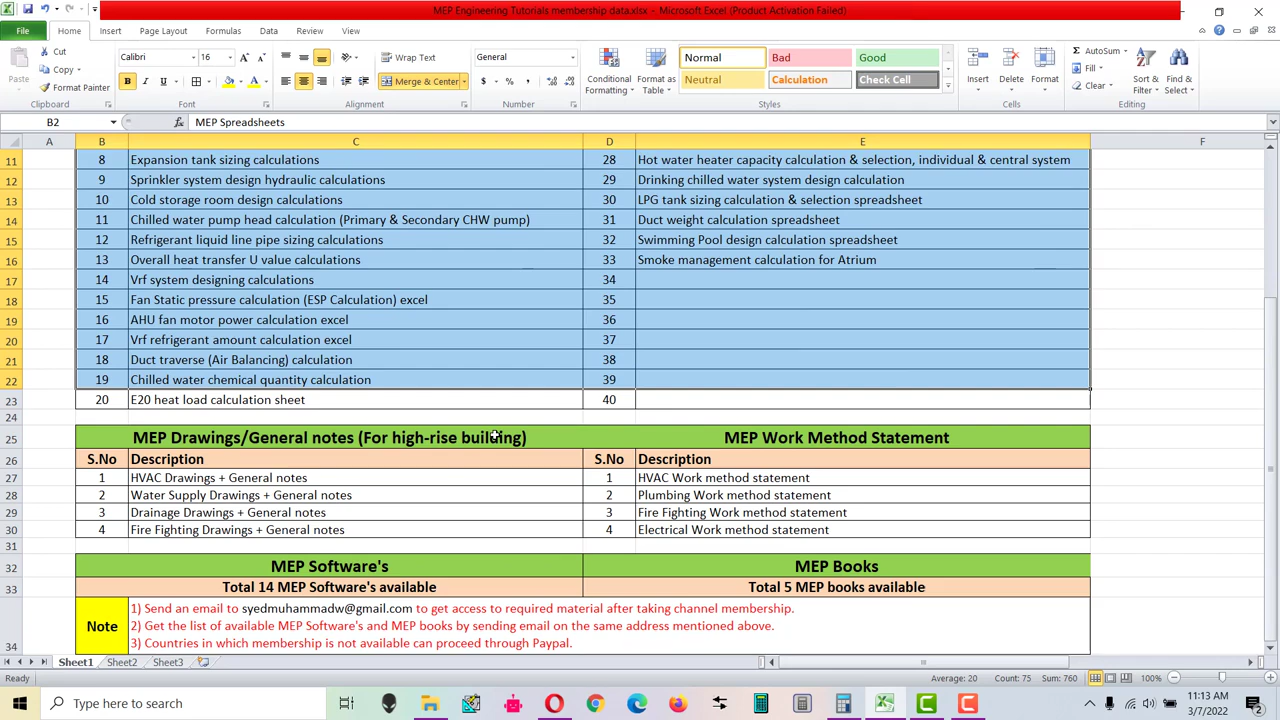 MEP Engineering Tutorials membership data.xlsx - Microsoft Excel (Product Activation Failed)
File Home Insert Page Layout Formulas Data Review View
Cut
Copy
Format Painter
Paste
Clipboard
Calibri 16
B I U
Font
Wrap Text
Merge & Center
Alignment
General
$ % ,
Number
Conditional Formatting
Format as Table
Normal Bad Good
Neutral Calculation Check Cell
Styles
Insert Delete Format
Cells
AutoSum
Fill
Clear
Sort & Filter
Find & Select
Editing
B2 fx MEP Spreadsheets
A B C D E F
11 8 Expansion tank sizing calculations 28 Hot water heater capacity calculation & selection, individual & central system
12 9 Sprinkler system design hydraulic calculations 29 Drinking chilled water system design calculation
13 10 Cold storage room design calculations 30 LPG tank sizing calculation & selection spreadsheet
14 11 Chilled water pump head calculation (Primary & Secondary CHW pump) 31 Duct weight calculation spreadsheet
15 12 Refrigerant liquid line pipe sizing calculations 32 Swimming Pool design calculation spreadsheet
16 13 Overall heat transfer U value calculations 33 Smoke management calculation for Atrium
17 14 Vrf system designing calculations 34
18 15 Fan Static pressure calculation (ESP Calculation) excel 35
19 16 AHU fan motor power calculation excel 36
20 17 Vrf refrigerant amount calculation excel 37
21 18 Duct traverse (Air Balancing) calculation 38
22 19 Chilled water chemical quantity calculation 39
23 20 E20 heat load calculation sheet 40
24
25 MEP Drawings/General notes (For high-rise building) MEP Work Method Statement
26 S.No Description S.No Description
27 1 HVAC Drawings + General notes 1 HVAC Work method statement
28 2 Water Supply Drawings + General notes 2 Plumbing Work method statement
29 3 Drainage Drawings + General notes 3 Fire Fighting Work method statement
30 4 Fire Fighting Drawings + General notes 4 Electrical Work method statement
31
32 MEP Software's MEP Books
33 Total 14 MEP Software's available Total 5 MEP books available
34 Note 1) Send an email to syedmuhammadw@gmail.com to get access to required material after taking channel membership.
2) Get the list of available MEP Software's and MEP books by sending email on the same address mentioned above.
3) Countries in which membership is not available can proceed through Paypal.
Sheet1 Sheet2 Sheet3
Ready Average: 20 Count: 75 Sum: 760 100%
Type here to search
11:13 AM
3/7/2022